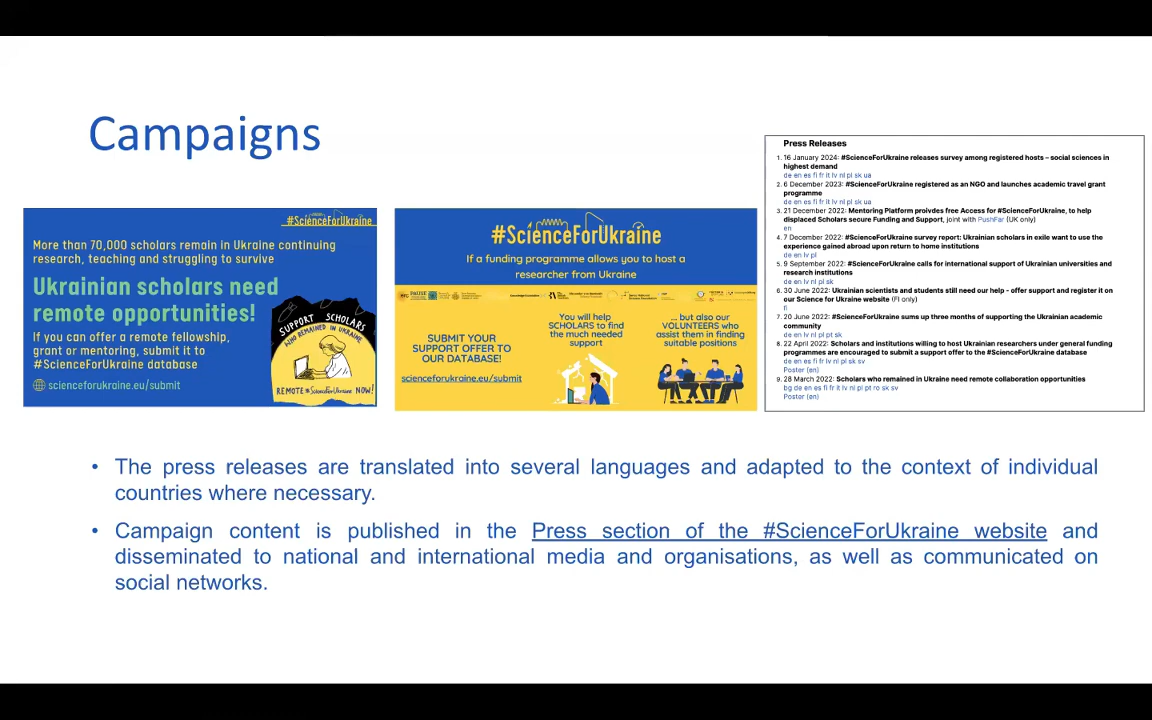 Campaigns
#ScienceForUkraine
More than 70,000 scholars remain in Ukraine continuing
research, teaching and struggling to survive
Ukrainian scholars need
remote opportunities!
If you can offer a remote fellowship,
grant or mentoring, submit it to
#ScienceForUkraine database
scienceforukraine.eu/submit
SUPPORT SCHOLARS
WHO REMAINED IN UKRAINE
REMOTE #ScienceForUkraine NOW!
#ScienceForUkraine
If a funding programme allows you to host a
researcher from Ukraine
SUBMIT YOUR
SUPPORT OFFER TO
OUR DATABASE!
scienceforukraine.eu/submit
You will help
SCHOLARS to find
the much needed
support
... but also our
VOLUNTEERS who
assist them in finding
suitable positions
Press Releases
1. 16 January 2024: #ScienceForUkraine releases survey among registered hosts – social sciences in
highest demand
de en es fi fr it lv nl pl sk ua
2. 6 December 2023: #ScienceForUkraine registered as an NGO and launches academic travel grant
programme
de en es fi fr it lv nl pl sk ua
3. 21 December 2022: Mentoring Platform proivdes free Access for #ScienceForUkraine, to help
displaced Scholars secure Funding and Support, joint with PushFar (UK only)
en
4. 7 December 2022: #ScienceForUkraine survey report: Ukrainian scholars in exile want to use the
experience gained abroad upon return to home institutions
de en lv pl
5. 9 September 2022: #ScienceForUkraine calls for international support of Ukrainian universities and
research institutions
de en lv nl pl sk
6. 30 June 2022: Ukrainian scientists and students still need our help - offer support and register it on
our Science for Ukraine website (FI only)
fi
7. 20 June 2022: #ScienceForUkraine sums up three months of supporting the Ukrainian academic
community
de en es fi fr lv nl pl pt sk
8. 22 April 2022: Scholars and institutions willing to host Ukrainian researchers under general funding
programmes are encouraged to submit a support offer to the #ScienceForUkraine database
de en es fi fr lv nl pl sk sv
Poster (en)
9. 28 March 2022: Scholars who remained in Ukraine need remote collaboration opportunities
bg de en es fi fr it lv nl pl pt ro sk sv
Poster (en)
• The press releases are translated into several languages and adapted to the context of individual
countries where necessary.
• Campaign content is published in the Press section of the #ScienceForUkraine website and
disseminated to national and international media and organisations, as well as communicated on
social networks.